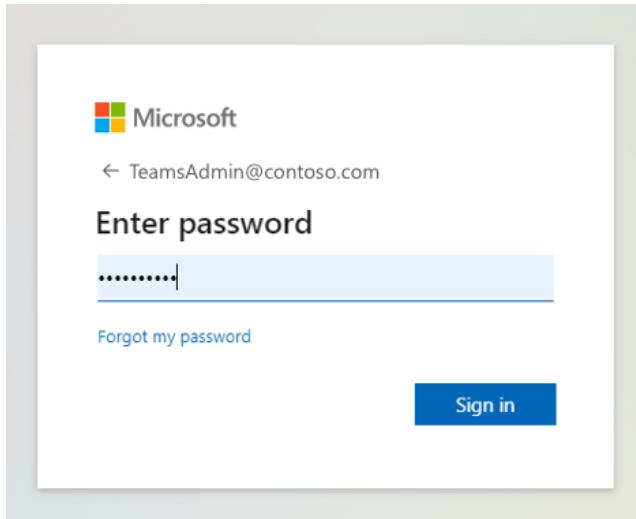 Microsoft
← TeamsAdmin@contoso.com
Enter password
••••••••••
Forgot my password
Sign in